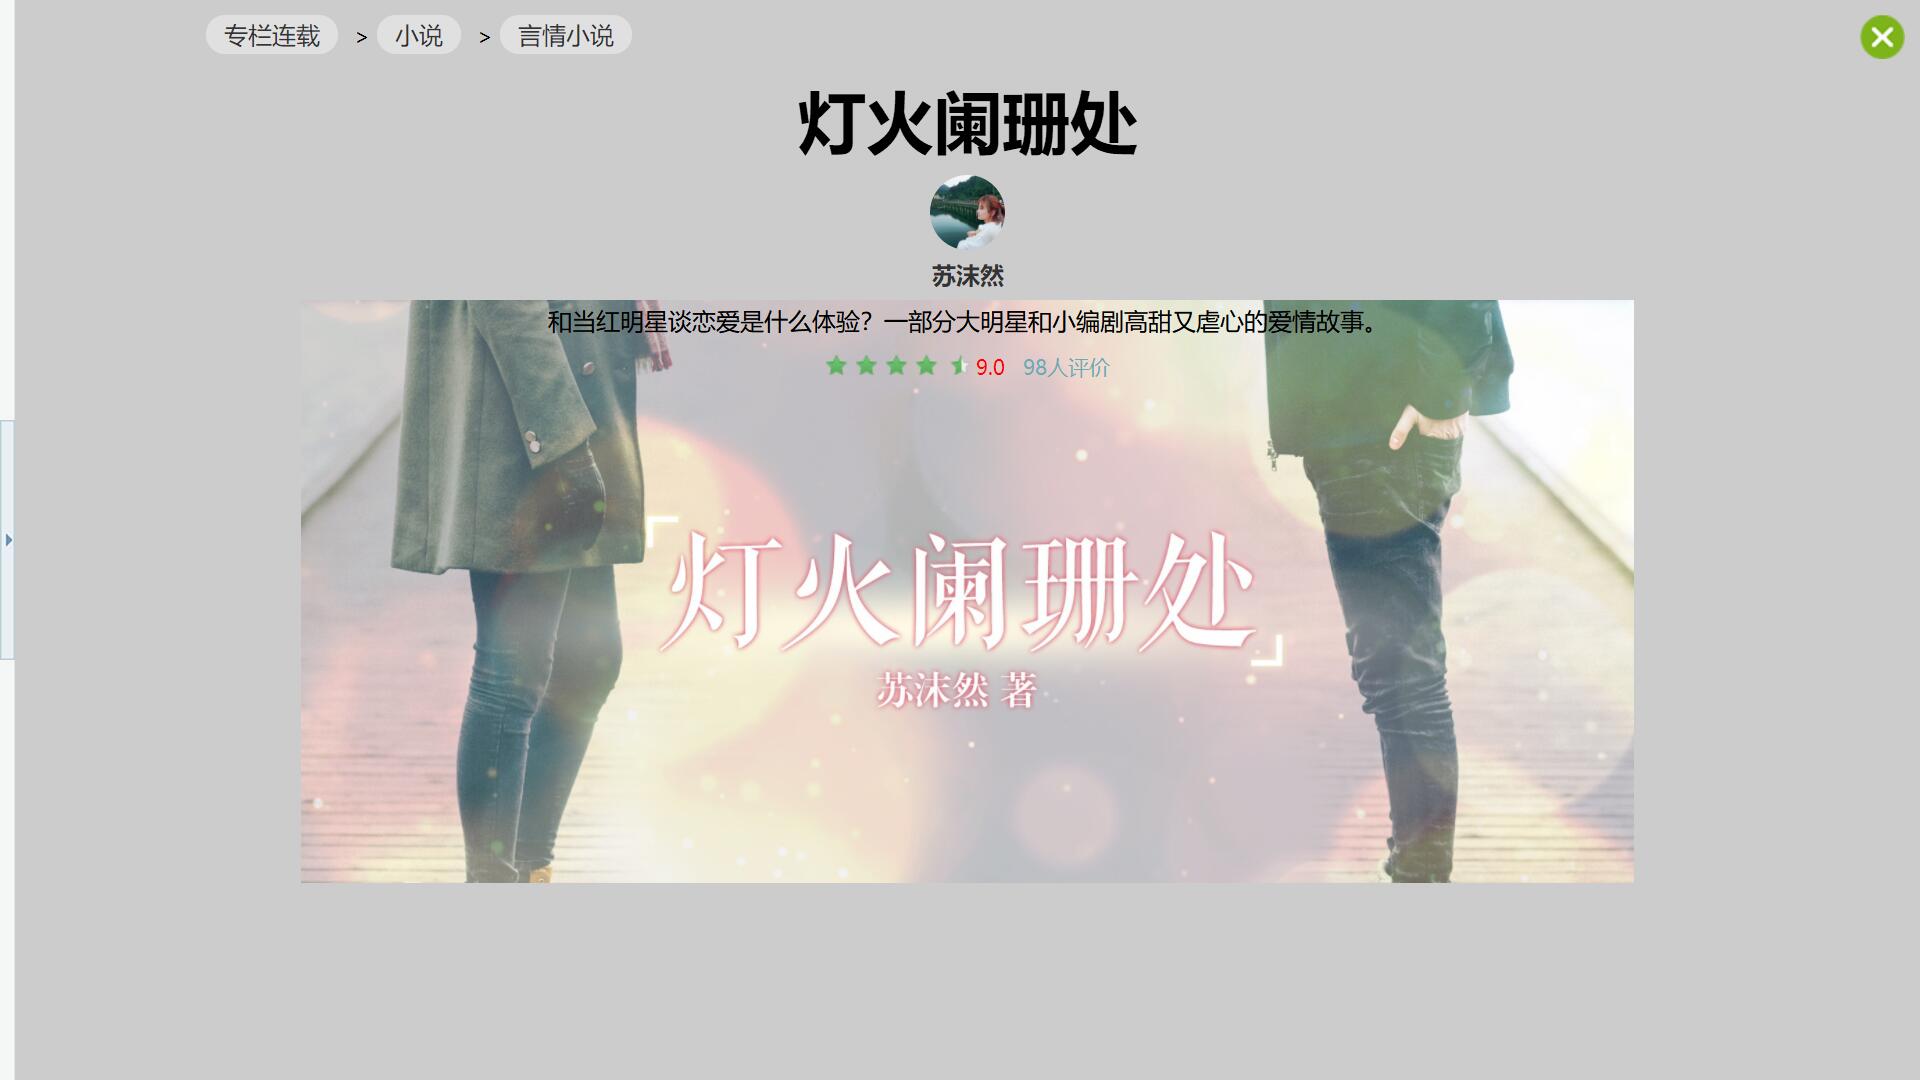 专栏连载 > 小说 > 言情小说
灯火阑珊处
苏沫然
和当红明星谈恋爱是什么体验？一部分大明星和小编剧高甜又虐心的爱情故事。
9.0 98人评价
灯火阑珊处
苏沫然 著